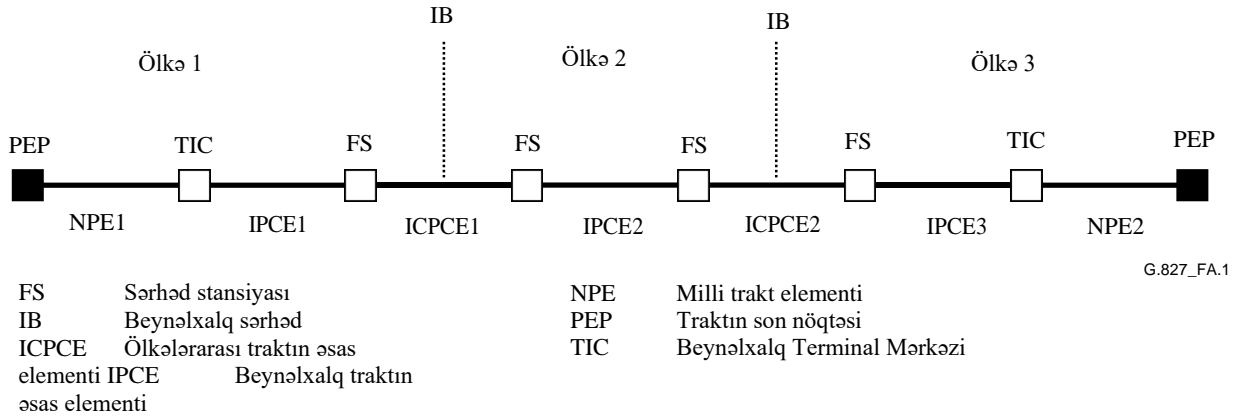 IB
IB
Ölkə 1
Ölkə 2
Ölkə 3
PEP TIC FS FS FS FS TIC PEP
NPE1 IPCE1 ICPCE1 IPCE2 ICPCE2 IPCE3 NPE2
G.827_FA.1
FS Sərhəd stansiyası
IB Beynəlxalq sərhəd
ICPCE Ölkələrarası traktın əsas
elementi IPCE Beynəlxalq traktın
əsas elementi
NPE Milli trakt elementi
PEP Traktın son nöqtəsi
TIC Beynəlxalq Terminal Mərkəzi